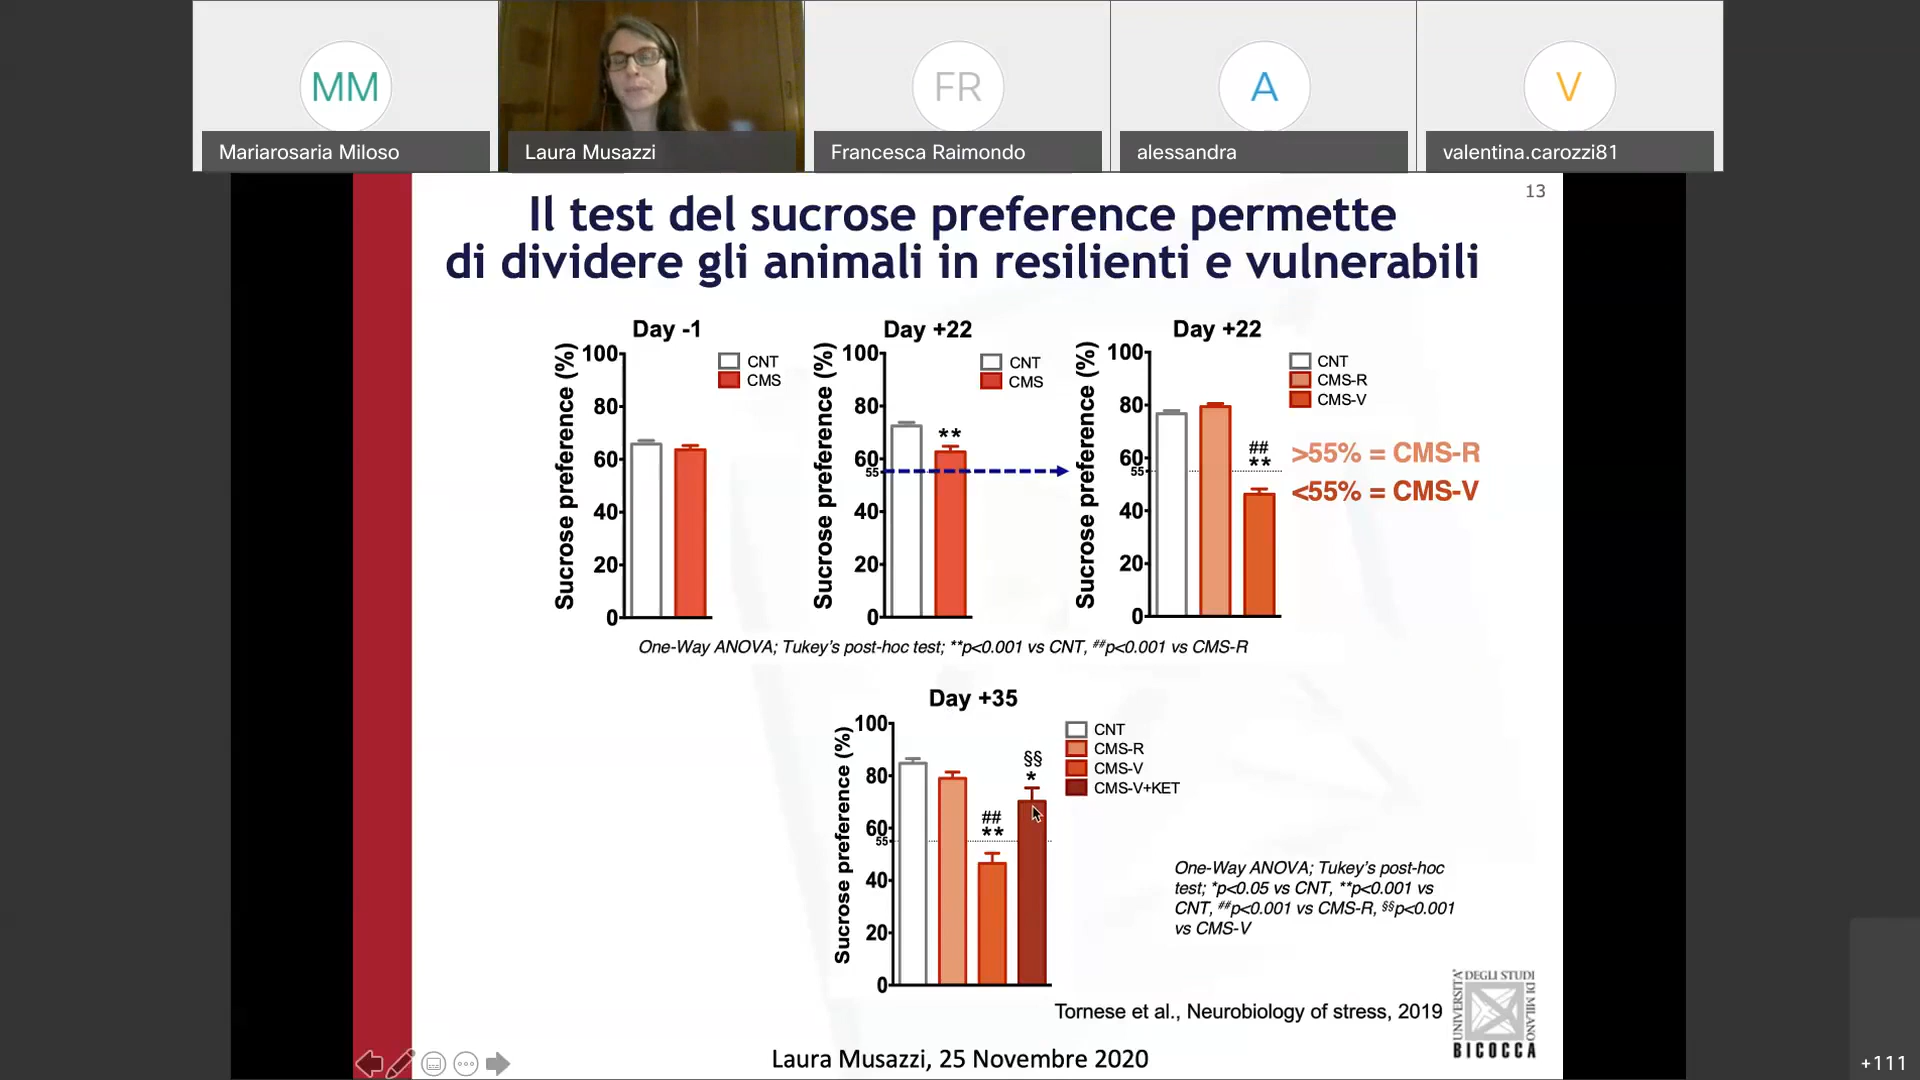 MM
FR
A
V
Mariarosaria Miloso
Laura Musazzi
Francesca Raimondo
alessandra
valentina.carozzi81
13
Il test del sucrose preference permette
di dividere gli animali in resilienti e vulnerabili
Day -1
Sucrose preference (%)
100
80
60
40
20
0
CNT
CMS
Day +22
Sucrose preference (%)
100
80
60
55
40
20
0
**
CNT
CMS
Day +22
Sucrose preference (%)
100
80
60
55
40
20
0
##
**
CNT
CMS-R
CMS-V
>55% = CMS-R
<55% = CMS-V
One-Way ANOVA; Tukey's post-hoc test; **p<0.001 vs CNT, ##p<0.001 vs CMS-R
Day +35
Sucrose preference (%)
100
80
60
55
40
20
0
##
**
§§
*
CNT
CMS-R
CMS-V
CMS-V+KET
One-Way ANOVA; Tukey's post-hoc
test; *p<0.05 vs CNT, **p<0.001 vs
CNT, ##p<0.001 vs CMS-R, §§p<0.001
vs CMS-V
Tornese et al., Neurobiology of stress, 2019
UNIVERSITA' DEGLI STUDI DI MILANO
BICOCCA
Laura Musazzi, 25 Novembre 2020
+111